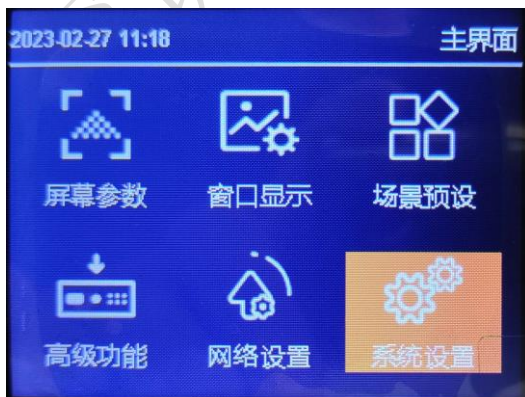 2023-02-27 11:18 主界面
屏幕参数 窗口显示 场景预设
高级功能 网络设置 系统设置